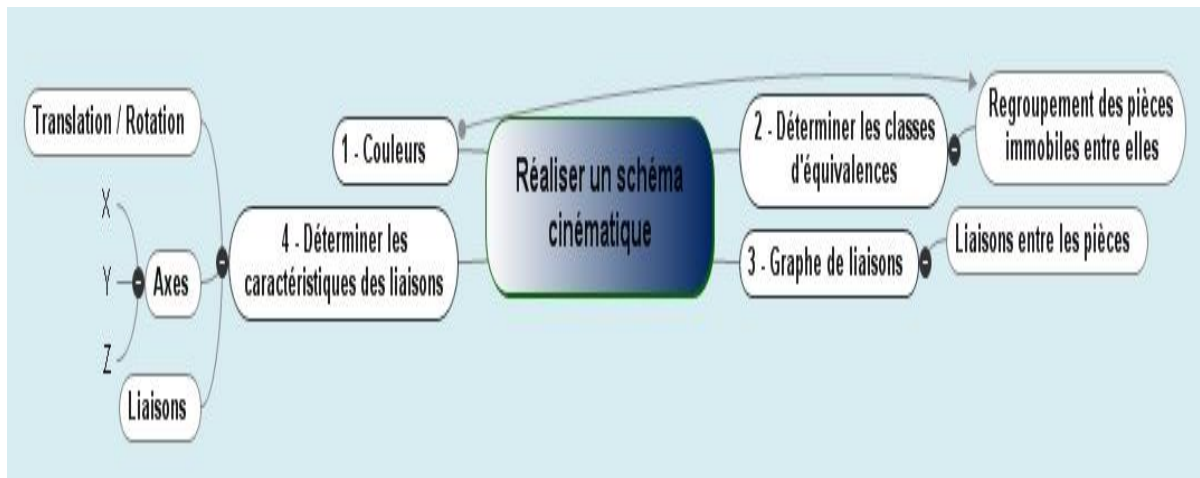 Réaliser un schéma
cinématique
1 - Couleurs
2 - Déterminer les classes
d'équivalences
Regroupement des pièces
immobiles entre elles
3 - Graphe de liaisons
Liaisons entre les pièces
4 - Déterminer les
caractéristiques des liaisons
Translation / Rotation
Axes
X
Y
Z
Liaisons